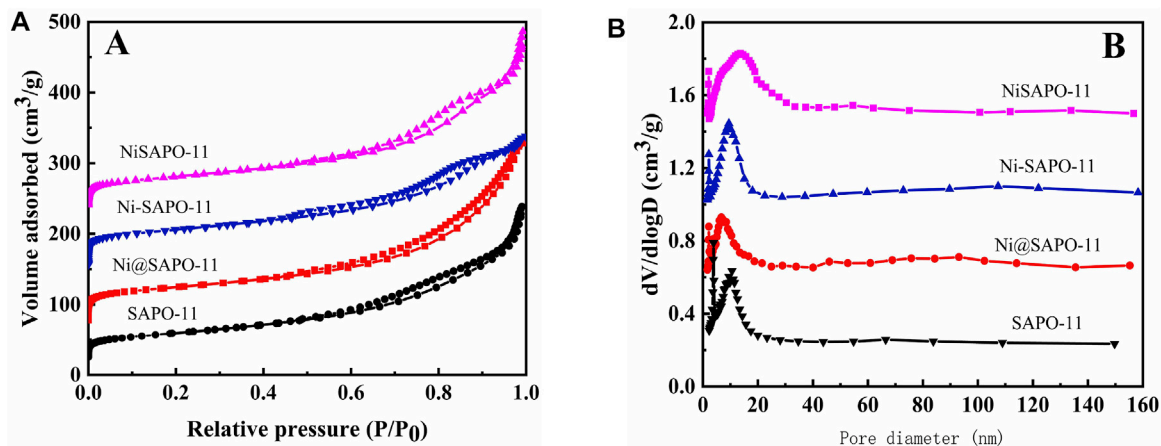 A
A
500
400
300
200
100
0
Volume adsorbed (cm³/g)
NiSAPO-11
Ni-SAPO-11
Ni@SAPO-11
SAPO-11
0.0 0.2 0.4 0.6 0.8 1.0
Relative pressure (P/P₀)
B
B
2.0
1.6
1.2
0.8
0.4
0.0
dV/dlogD (cm³/g)
NiSAPO-11
Ni-SAPO-11
Ni@SAPO-11
SAPO-11
0 20 40 60 80 100 120 140 160
Pore diameter (nm)